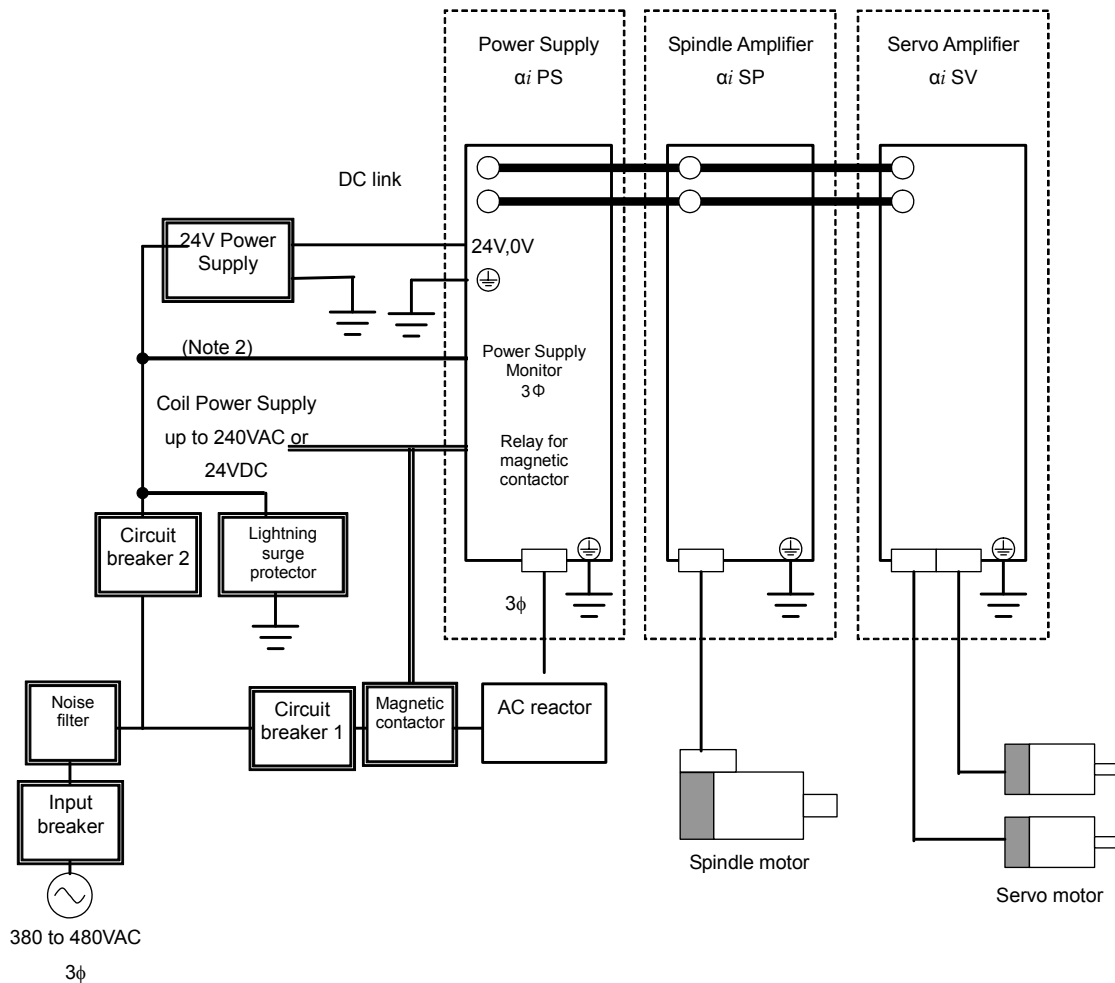 Power Supply
αi PS
Spindle Amplifier
αi SP
Servo Amplifier
αi SV
DC link
24V Power
Supply
24V,0V
(Note 2)
Power Supply
Monitor
3Φ
Coil Power Supply
up to 240VAC or
24VDC
Relay for
magnetic
contactor
Circuit
breaker 2
Lightning
surge
protector
3ϕ
Noise
filter
Circuit
breaker 1
Magnetic
contactor
AC reactor
Input
breaker
Spindle motor
Servo motor
380 to 480VAC
3ϕ